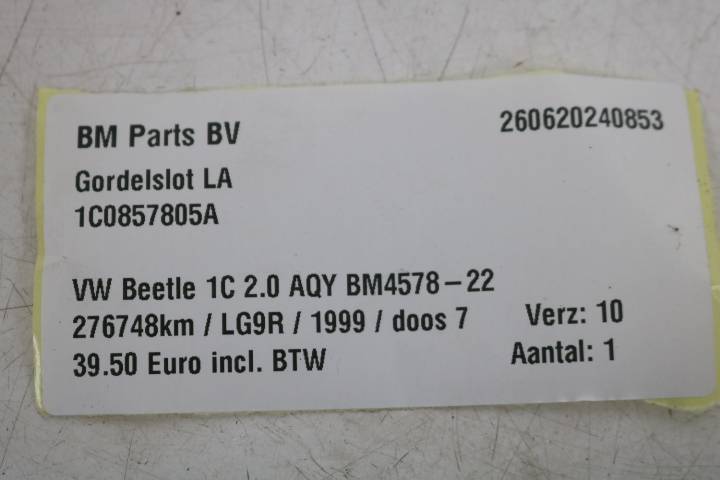 BM Parts BV 260620240853
Gordelslot LA
1C0857805A
VW Beetle 1C 2.0 AQY BM4578-22
276748km / LG9R / 1999 / doos 7 Verz: 10
39.50 Euro incl. BTW Aantal: 1